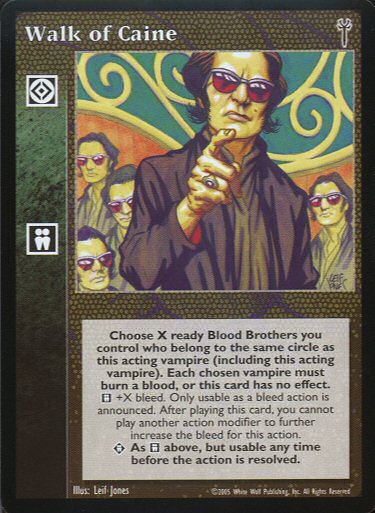 Walk of Caine
LEIF
JONES
Choose X ready Blood Brothers you
control who belong to the same circle as
this acting vampire (including this acting
vampire). Each chosen vampire must
burn a blood, or this card has no effect.
+X bleed. Only usable as a bleed action is
announced. After playing this card, you cannot
play another action modifier to further
increase the bleed for this action.
As above, but usable any time
before the action is resolved.
Illus: Leif Jones
©2005 White Wolf Publishing, Inc. All Rights Reserved